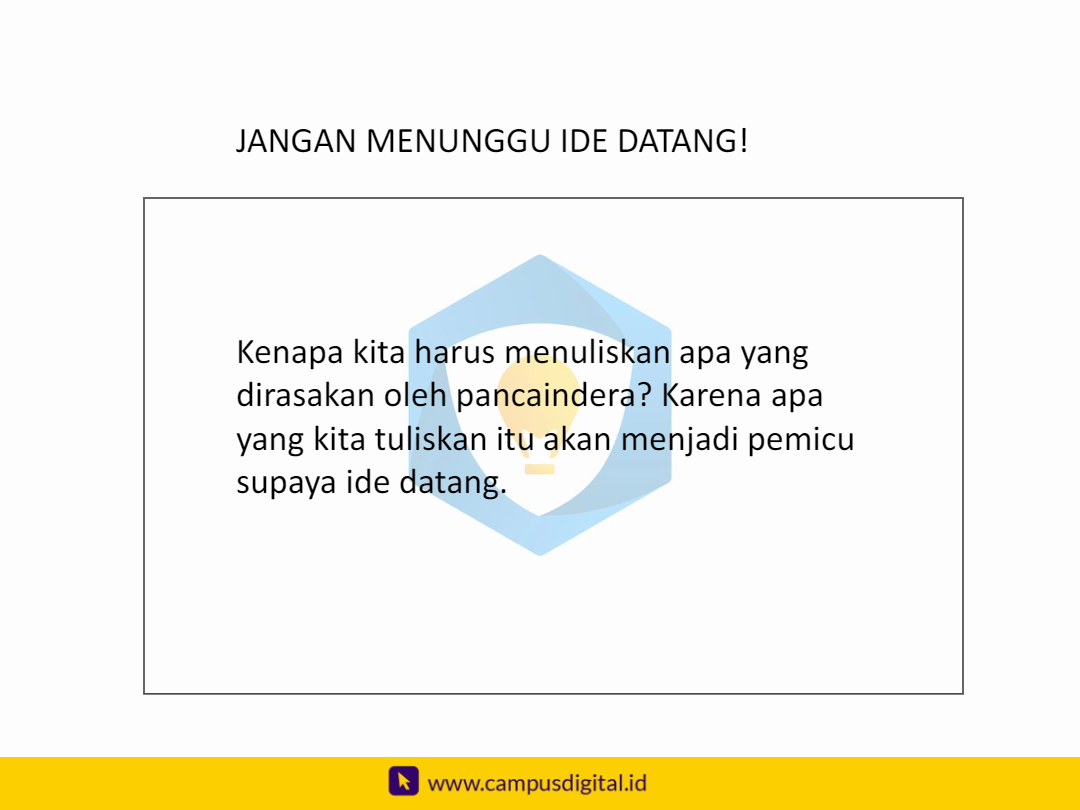 JANGAN MENUNGGU IDE DATANG!
Kenapa kita harus menuliskan apa yang
dirasakan oleh pancaindera? Karena apa
yang kita tuliskan itu akan menjadi pemicu
supaya ide datang.
www.campusdigital.id